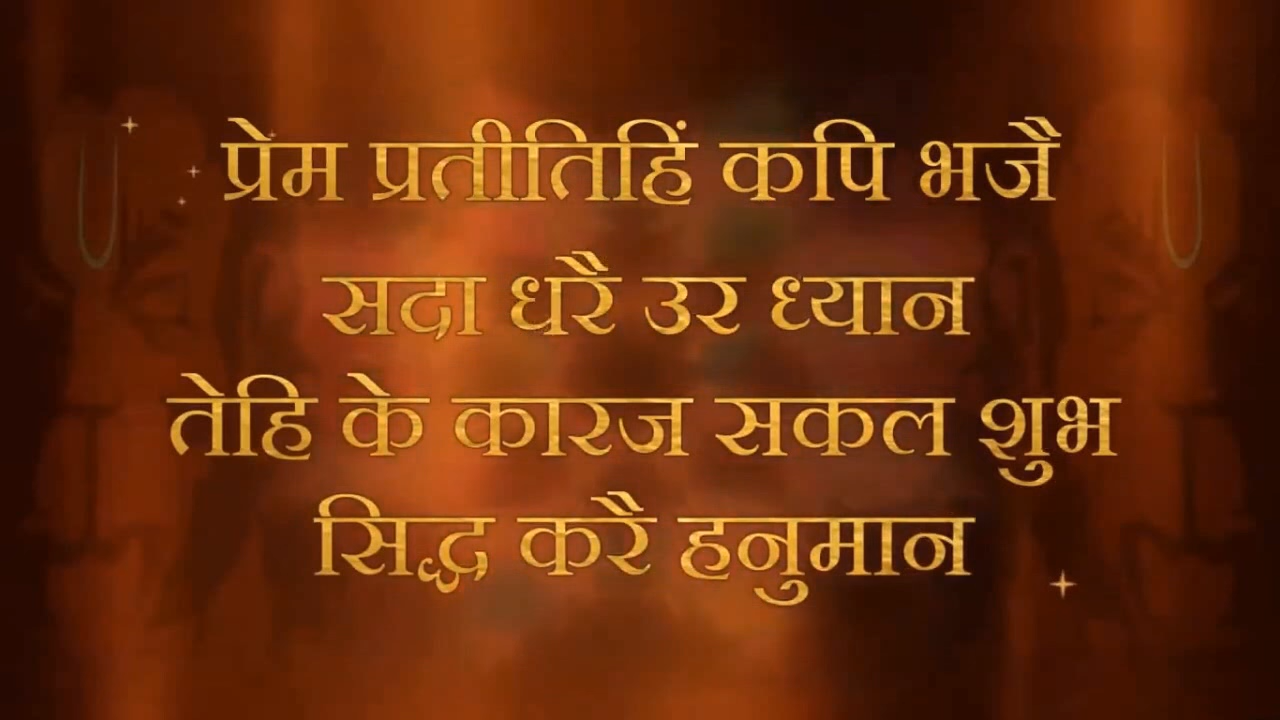 प्रेम प्रतीतिहिं कपि भजै
सदा धरै उर ध्यान
तेहि के कारज सकल शुभ
सिद्ध करै हनुमान